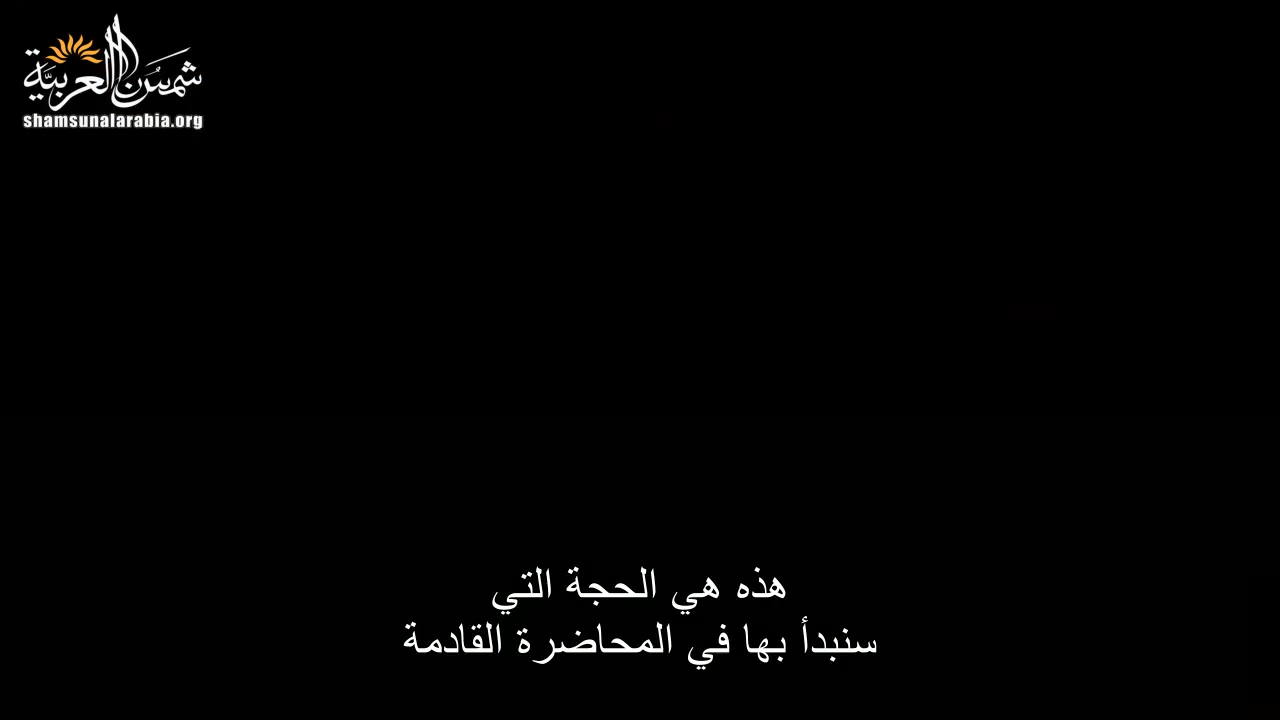 شمس العربية
shamsunalarabia.org
هذه هي الحجة التي
سنبدأ بها في المحاضرة القادمة